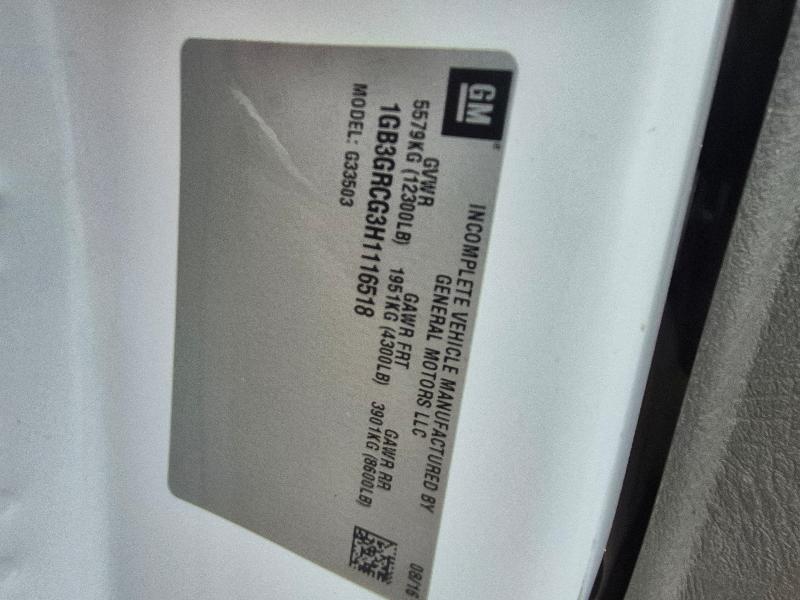 GM
INCOMPLETE VEHICLE MANUFACTURED BY
GENERAL MOTORS LLC
08/16
GVWR GAWR FRT GAWR RR
5579KG (12300LB) 1951KG (4300LB) 3901KG (8600LB)
1GB3GRCG3H1116518
MODEL: G33503